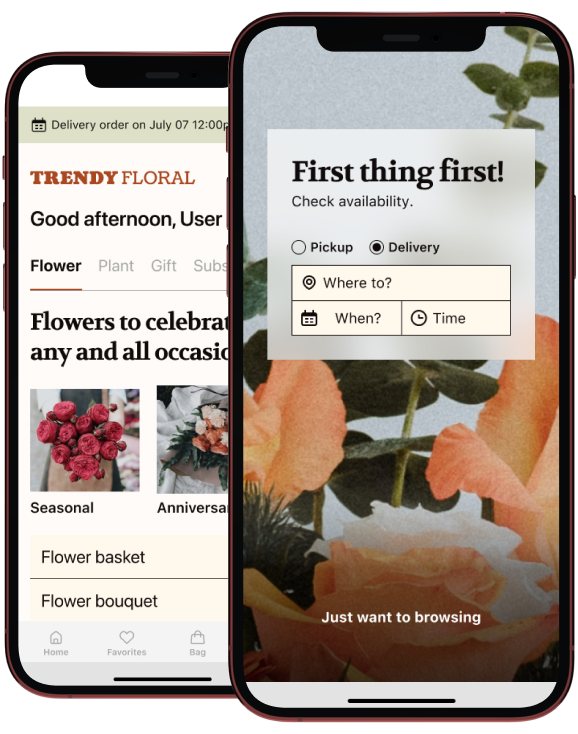 Delivery order on July 07 12:00p
TRENDY FLORAL
Good afternoon, User
Flower Plant Gift Subs
Flowers to celebrat
any and all occasio
Seasonal Anniversa
Flower basket
Flower bouquet
Home Favorites Bag
First thing first!
Check availability.
Pickup Delivery
Where to?
When? Time
Just want to browsing